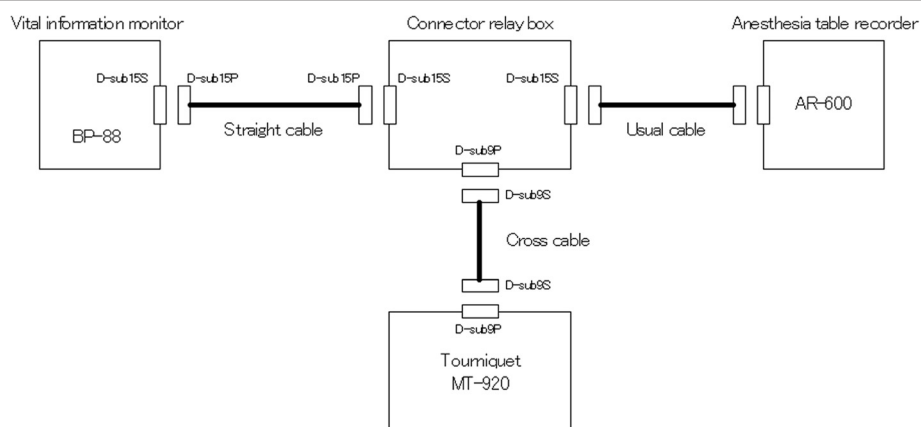 Vital information monitor
Connector relay box
Anesthesia table recorder
D-sub15S
D-sub15P
D-sub15P
D-sub15S
D-sub15S
BP-88
Straight cable
Usual cable
AR-600
D-sub9P
D-sub9S
Cross cable
D-sub9S
D-sub9P
Tourniquet
MT-920